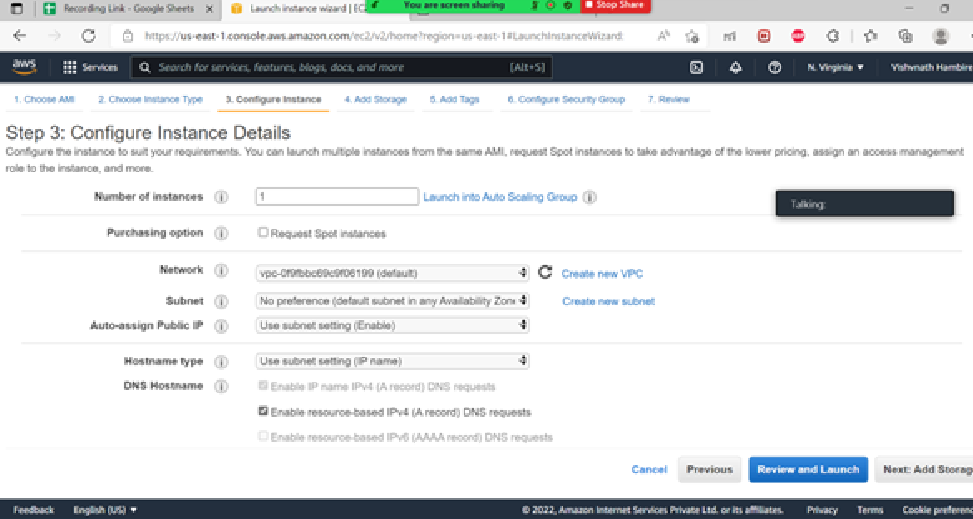 Recording Link - Google Sheets
Launch instance wizard | EC
You are screen sharing
Stop Share
https://us-east-1.console.aws.amazon.com/ec2/v2/home?region=us-east-1#LaunchInstanceWizard:
aws
Services
Search for services, features, blogs, docs, and more
[Alt+S]
N. Virginia
Vishvnath Hambire
1. Choose AMI
2. Choose Instance Type
3. Configure Instance
4. Add Storage
5. Add Tags
6. Configure Security Group
7. Review
Step 3: Configure Instance Details
Configure the instance to suit your requirements. You can launch multiple instances from the same AMI, request Spot instances to take advantage of the lower pricing, assign an access management
role to the instance, and more.
Number of instances
1
Launch into Auto Scaling Group
Talking:
Purchasing option
Request Spot instances
Network
vpc-0f9fbbc69c9f06199 (default)
Create new VPC
Subnet
No preference (default subnet in any Availability Zone
Create new subnet
Auto-assign Public IP
Use subnet setting (Enable)
Hostname type
Use subnet setting (IP name)
DNS Hostname
Enable IP name IPv4 (A record) DNS requests
Enable resource-based IPv4 (A record) DNS requests
Enable resource-based IPv6 (AAAA record) DNS requests
Cancel
Previous
Review and Launch
Next: Add Storag
Feedback
English (US)
© 2022, Amazon Internet Services Private Ltd. or its affiliates.
Privacy
Terms
Cookie preferenc